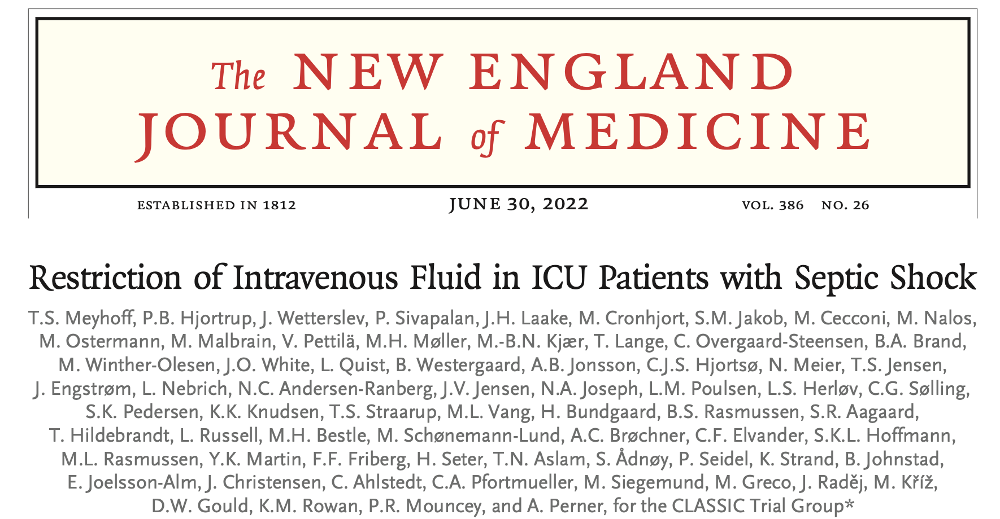 The NEW ENGLAND
JOURNAL of MEDICINE
ESTABLISHED IN 1812 JUNE 30, 2022 VOL. 386 NO. 26
Restriction of Intravenous Fluid in ICU Patients with Septic Shock
T.S. Meyhoff, P.B. Hjortrup, J. Wetterslev, P. Sivapalan, J.H. Laake, M. Cronhjort, S.M. Jakob, M. Cecconi, M. Nalos,
M. Ostermann, M. Malbrain, V. Pettilä, M.H. Møller, M.-B.N. Kjær, T. Lange, C. Overgaard-Steensen, B.A. Brand,
M. Winther-Olesen, J.O. White, L. Quist, B. Westergaard, A.B. Jonsson, C.J.S. Hjortsø, N. Meier, T.S. Jensen,
J. Engstrøm, L. Nebrich, N.C. Andersen-Ranberg, J.V. Jensen, N.A. Joseph, L.M. Poulsen, L.S. Herløv, C.G. Sølling,
S.K. Pedersen, K.K. Knudsen, T.S. Straarup, M.L. Vang, H. Bundgaard, B.S. Rasmussen, S.R. Aagaard,
T. Hildebrandt, L. Russell, M.H. Bestle, M. Schønemann-Lund, A.C. Brøchner, C.F. Elvander, S.K.L. Hoffmann,
M.L. Rasmussen, Y.K. Martin, F.F. Friberg, H. Seter, T.N. Aslam, S. Ådnøy, P. Seidel, K. Strand, B. Johnstad,
E. Joelsson-Alm, J. Christensen, C. Ahlstedt, C.A. Pfortmueller, M. Siegemund, M. Greco, J. Raděj, M. Kříž,
D.W. Gould, K.M. Rowan, P.R. Mouncey, and A. Perner, for the CLASSIC Trial Group*